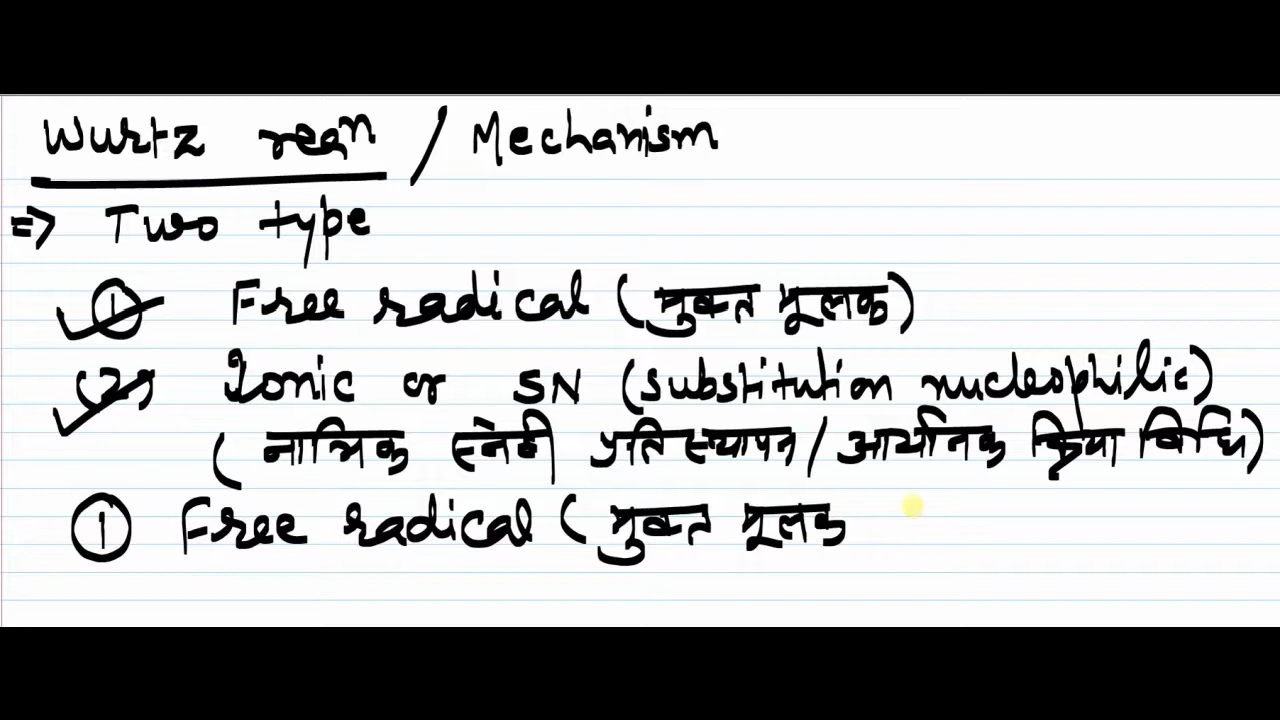 Wurtz reaⁿ / Mechanism
=> Two type
① Free radical (मुक्त मूलक)
(2) Ionic or SN (substitution nucleophilic)
( नाभिक स्नेही प्रतिस्थापन / आयनिक क्रिया विधि)
① Free radical ( मुक्त मूलक